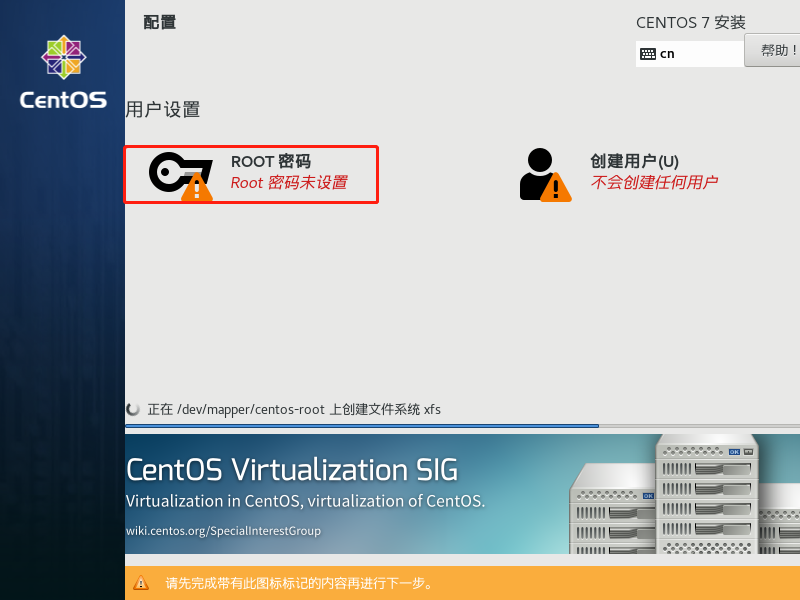 CentOS
配置
CENTOS 7 安装
cn
帮助！
用户设置
ROOT 密码
Root 密码未设置
创建用户(U)
不会创建任何用户
正在 /dev/mapper/centos-root 上创建文件系统 xfs
CentOS Virtualization SIG
Virtualization in CentOS, virtualization of CentOS.
wiki.centos.org/SpecialInterestGroup
请先完成带有此图标标记的内容再进行下一步。